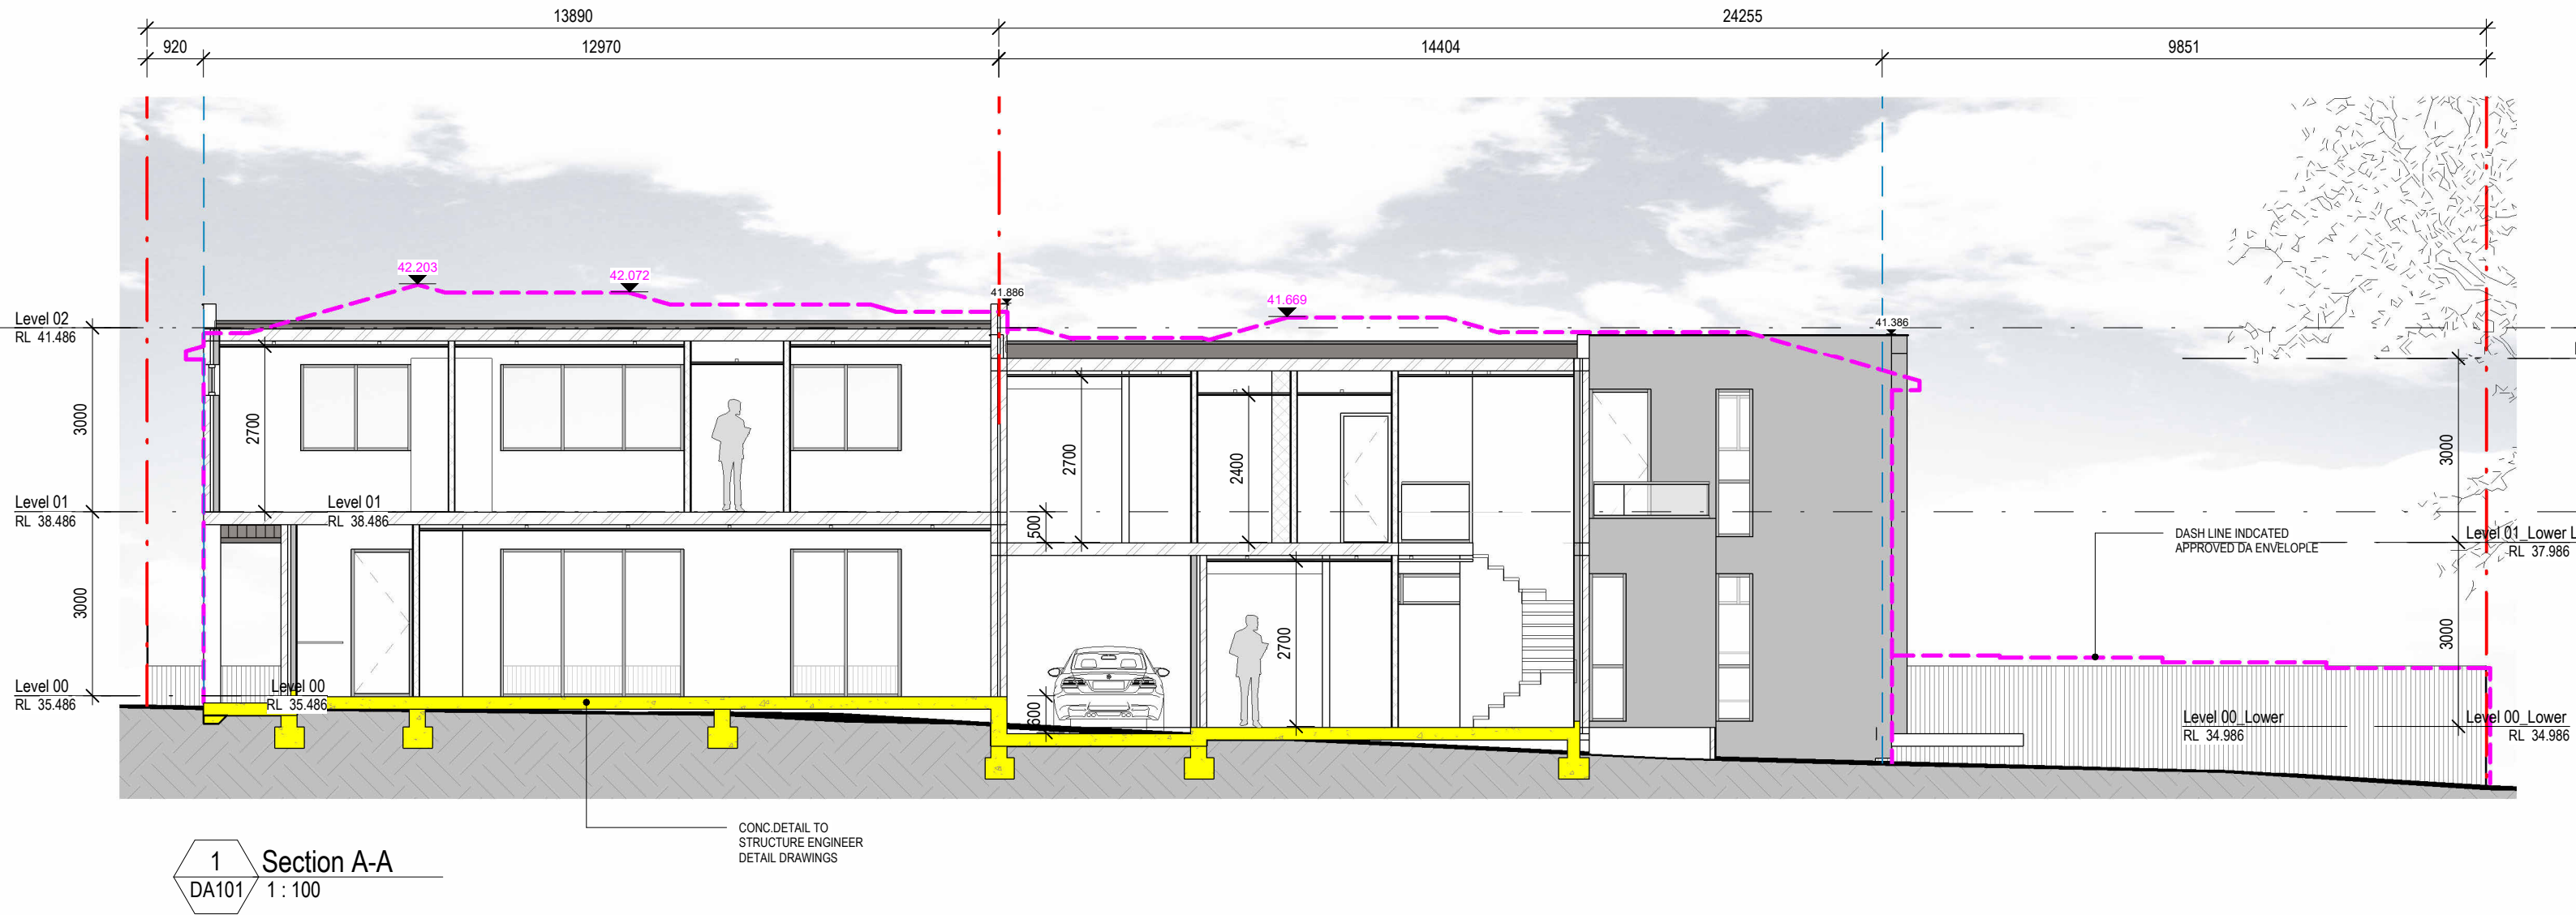 13890
24255
920
12970
14404
9851
42.203
42.072
41.886
41.669
41.386
Level 02
RL 41.486
3000
2700
2700
2400
3000
Level 01
RL 38.486
Level 01
RL 38.486
500
DASH LINE INDCATED
APPROVED DA ENVELOPLE
Level 01_Lower L
RL 37.986
3000
2700
3000
Level 00
RL 35.486
Level 00
RL 35.486
600
Level 00_Lower
RL 34.986
Level 00_Lower
RL 34.986
CONC.DETAIL TO
STRUCTURE ENGINEER
DETAIL DRAWINGS
1
Section A-A
DA101
1 : 100